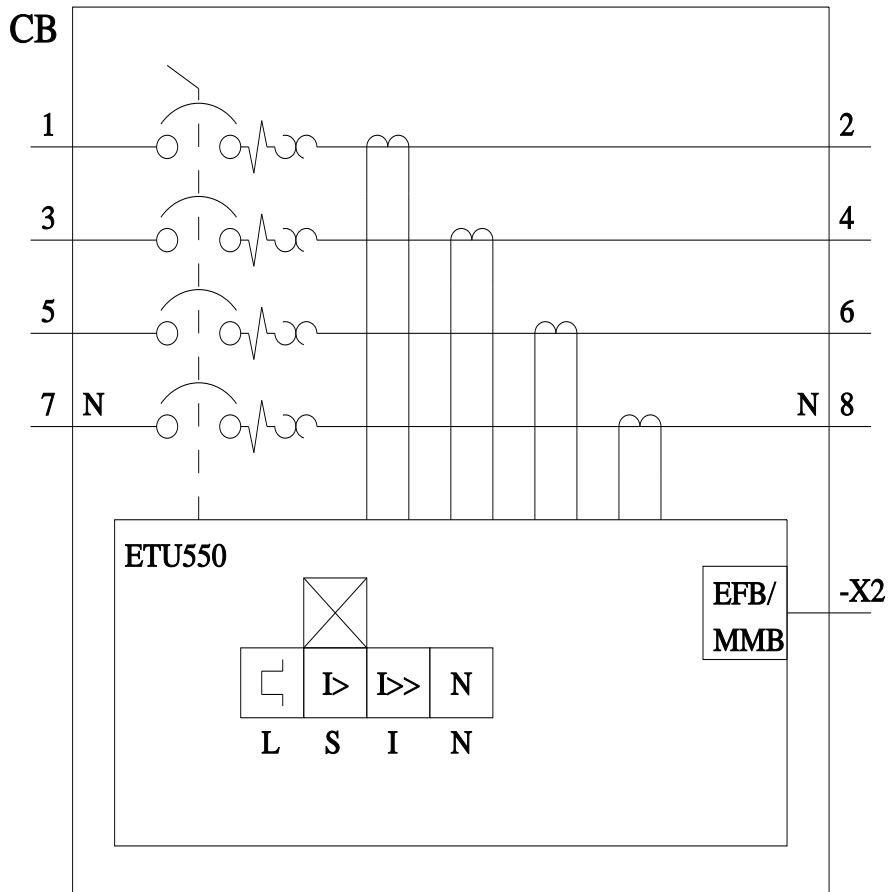 CB
1
2
3
4
5
6
7 N
N 8
ETU550
EFB/
MMB
-X2
I> I>> N
L S I N